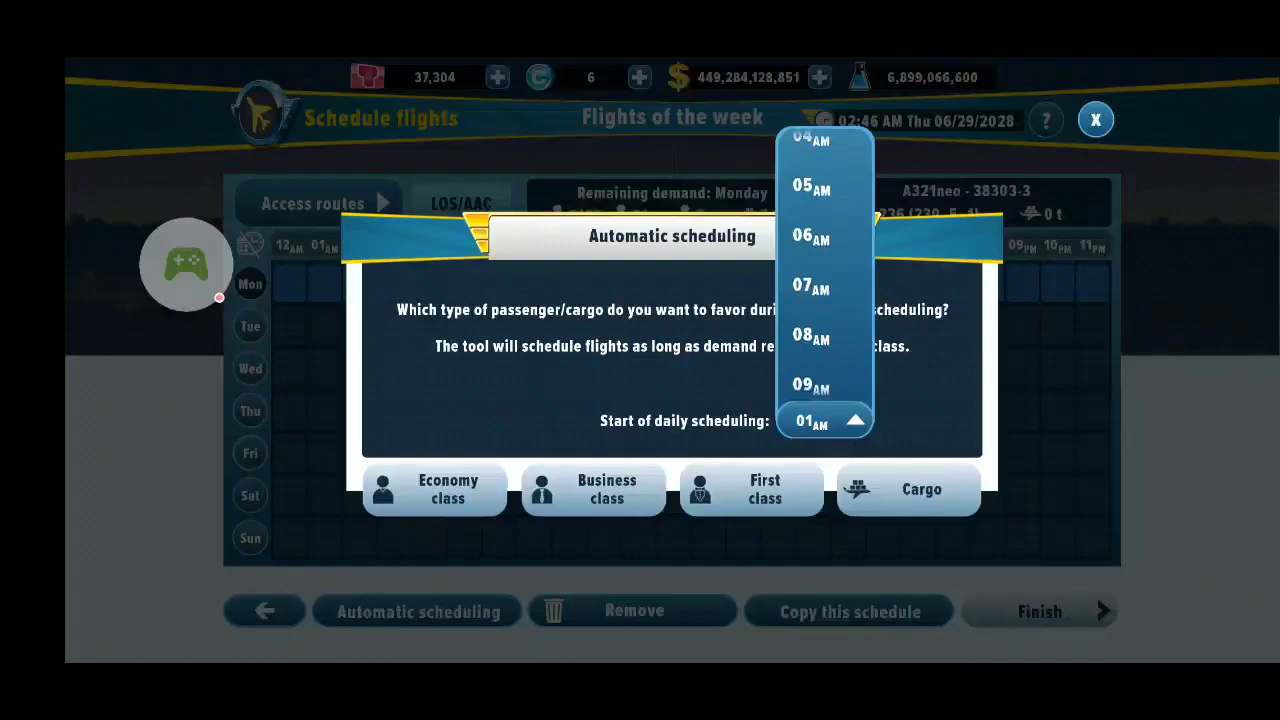 37,304
6
449,284,128,851
6,899,066,600
Schedule flights
Flights of the week
02:46 AM Thu 06/29/2028
?
X
Access routes
LOS/AAC
Remaining demand: Monday
A321neo - 38303-3
0 t
12AM 01AM
09PM 10PM 11PM
Automatic scheduling
Which type of passenger/cargo do you want to favor duri
scheduling?
The tool will schedule flights as long as demand re
class.
04AM
05AM
06AM
07AM
08AM
09AM
Start of daily scheduling:
01AM
Mon
Tue
Wed
Thu
Fri
Sat
Sun
Economy
class
Business
class
First
class
Cargo
Automatic scheduling
Remove
Copy this schedule
Finish